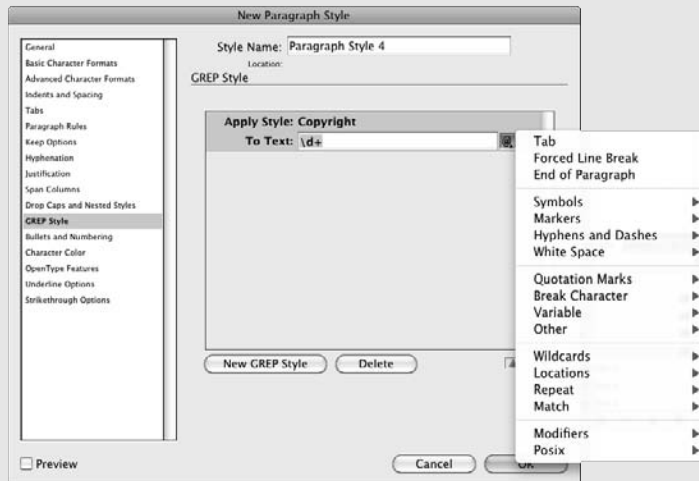 New Paragraph Style
General
Basic Character Formats
Advanced Character Formats
Indents and Spacing
Tabs
Paragraph Rules
Keep Options
Hyphenation
Justification
Span Columns
Drop Caps and Nested Styles
GREP Style
Bullets and Numbering
Character Color
OpenType Features
Underline Options
Strikethrough Options
Style Name: Paragraph Style 4
Location:
GREP Style
Apply Style: Copyright
To Text: \d+
@
Tab
Forced Line Break
End of Paragraph
Symbols
Markers
Hyphens and Dashes
White Space
Quotation Marks
Break Character
Variable
Other
Wildcards
Locations
Repeat
Match
Modifiers
Posix
New GREP Style
Delete
Preview
Cancel
OK